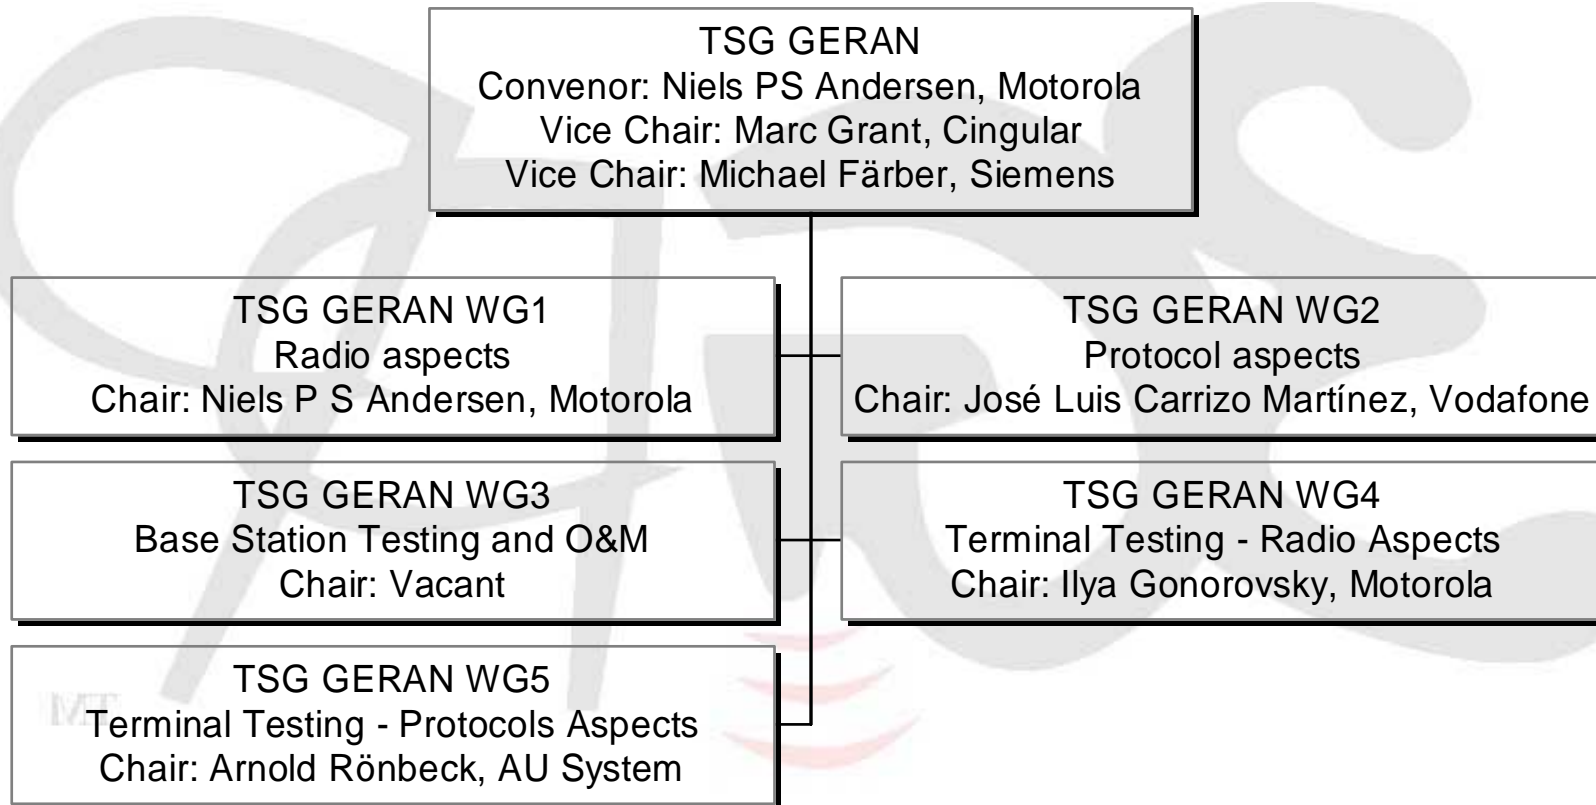 TSG GERAN
Convenor: Niels PS Andersen, Motorola
Vice Chair: Marc Grant, Cingular
Vice Chair: Michael Färber, Siemens
TSG GERAN WG1
Radio aspects
Chair: Niels P S Andersen, Motorola
TSG GERAN WG2
Protocol aspects
Chair: José Luis Carrizo Martínez, Vodafone
TSG GERAN WG3
Base Station Testing and O&M
Chair: Vacant
TSG GERAN WG4
Terminal Testing - Radio Aspects
Chair: Ilya Gonorovsky, Motorola
TSG GERAN WG5
Terminal Testing - Protocols Aspects
Chair: Arnold Rönbeck, AU System